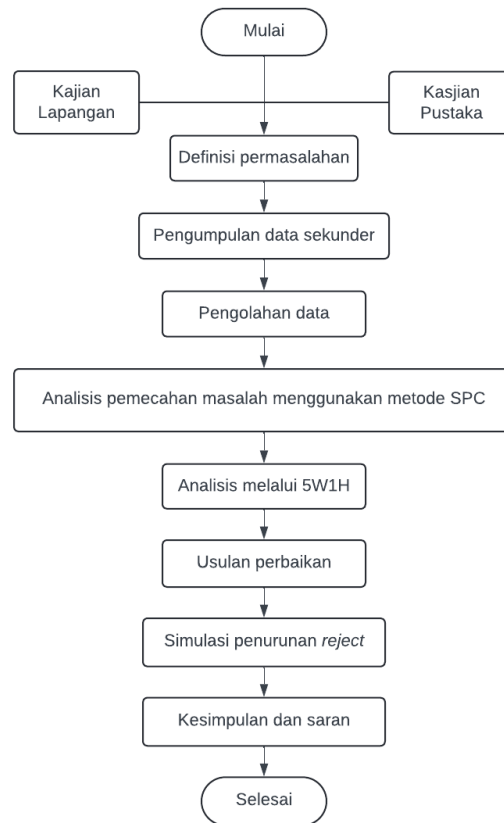 Mulai
Kajian
Lapangan
Kasjian
Pustaka
Definisi permasalahan
Pengumpulan data sekunder
Pengolahan data
Analisis pemecahan masalah menggunakan metode SPC
Analisis melalui 5W1H
Usulan perbaikan
Simulasi penurunan reject
Kesimpulan dan saran
Selesai